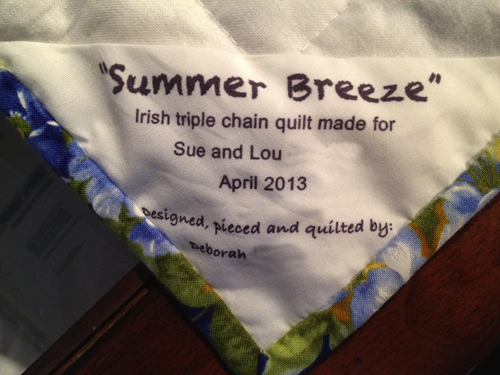 "Summer Breeze"
Irish triple chain quilt made for
Sue and Lou
April 2013
Designed, pieced and quilted by:
Deborah